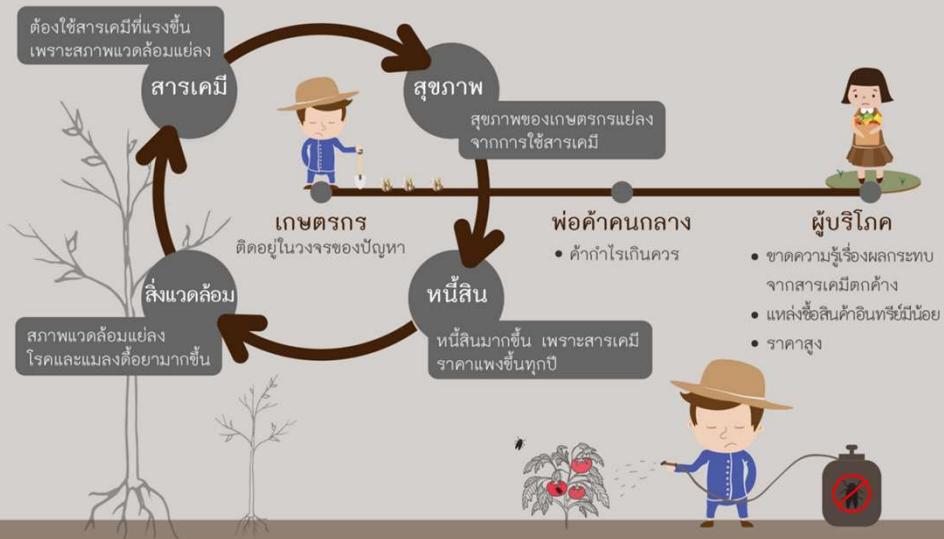 ต้องใช้สารเคมีที่แรงขึ้น
เพราะสภาพแวดล้อมแย่ลง
สารเคมี
สุขภาพ
สุขภาพของเกษตรกรแย่ลง
จากการใช้สารเคมี
หนี้สิน
หนี้สินมากขึ้น เพราะสารเคมี
ราคาแพงขึ้นทุกปี
สิ่งแวดล้อม
สภาพแวดล้อมแย่ลง
โรคและแมลงดื้อยามากขึ้น
เกษตรกร
ติดอยู่ในวงจรของปัญหา
พ่อค้าคนกลาง
• ค้ากำไรเกินควร
ผู้บริโภค
• ขาดความรู้เรื่องผลกระทบ
จากสารเคมีตกค้าง
• แหล่งซื้อสินค้าอินทรีย์มีน้อย
• ราคาสูง